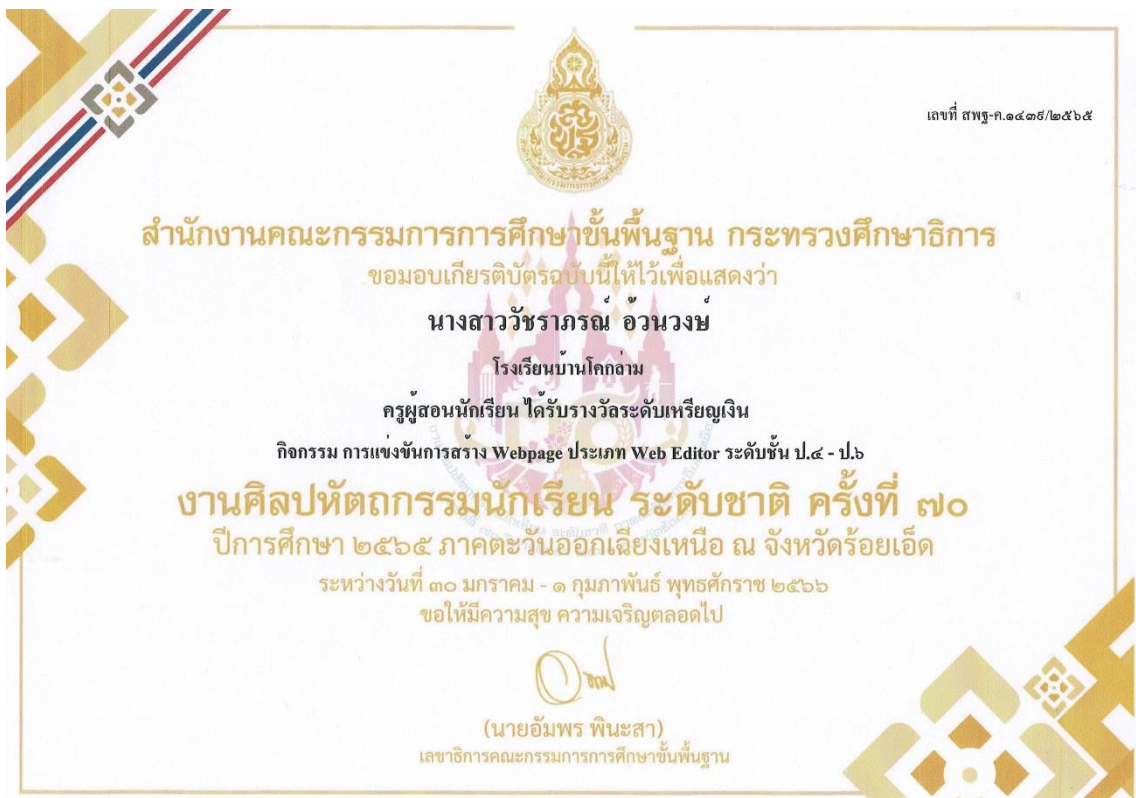 เลขที่ สพฐ-ค.๑๔๓๙/๒๕๖๕
สำนักงานคณะกรรมการการศึกษาขั้นพื้นฐาน กระทรวงศึกษาธิการ
ขอมอบเกียรติบัตรฉบับนี้ให้ไว้เพื่อแสดงว่า
นางสาววัชราภรณ์ อ้วนวงษ์
โรงเรียนบ้านโคกล่าม
ครูผู้สอนนักเรียน ได้รับรางวัลระดับเหรียญเงิน
กิจกรรม การแข่งขันการสร้าง Webpage ประเภท Web Editor ระดับชั้น ป.๔ - ป.๖
งานศิลปหัตถกรรมนักเรียน ระดับชาติ ครั้งที่ ๗๐
ปีการศึกษา ๒๕๖๕ ภาคตะวันออกเฉียงเหนือ ณ จังหวัดร้อยเอ็ด
ระหว่างวันที่ ๓๐ มกราคม - ๑ กุมภาพันธ์ พุทธศักราช ๒๕๖๖
ขอให้มีความสุข ความเจริญตลอดไป
(นายอัมพร พินะสา)
เลขาธิการคณะกรรมการการศึกษาขั้นพื้นฐาน